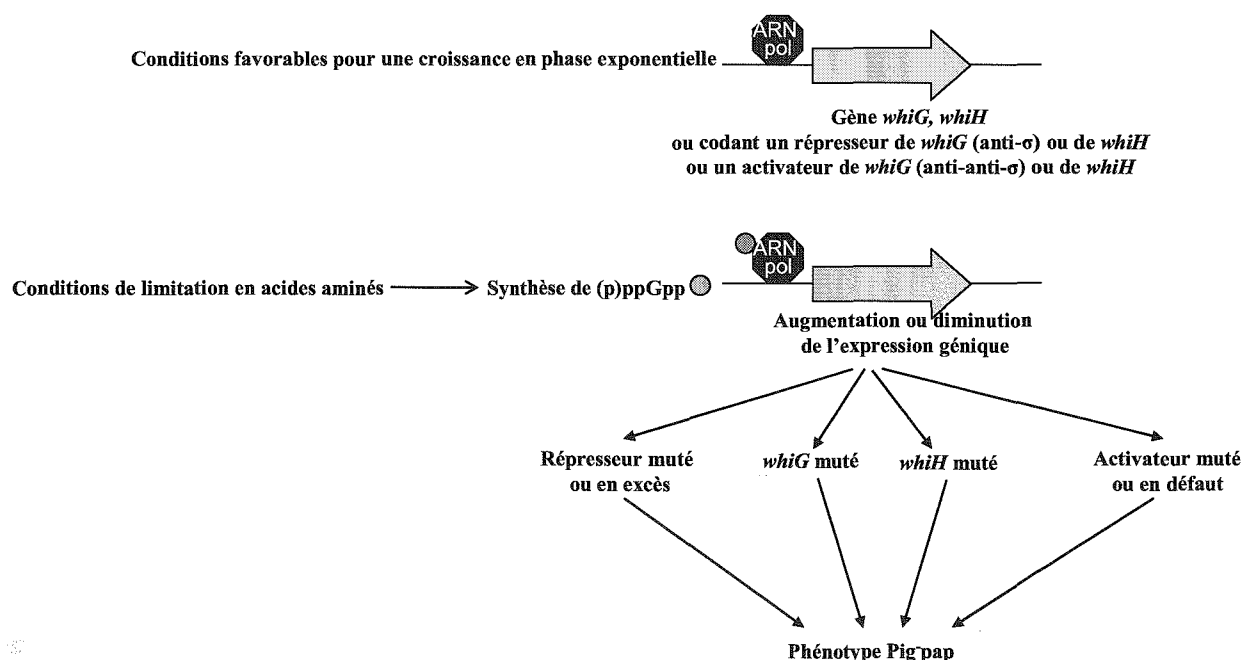 ARN
pol
Conditions favorables pour une croissance en phase exponentielle
Gène whiG, whiH
ou codant un répresseur de whiG (anti-σ) ou de whiH
ou un activateur de whiG (anti-anti-σ) ou de whiH
ARN
pol
Conditions de limitation en acides aminés
Synthèse de (p)ppGpp
Augmentation ou diminution
de l'expression génique
Répresseur muté
ou en excès
whiG muté
whiH muté
Activateur muté
ou en défaut
Phénotype Pig-pap